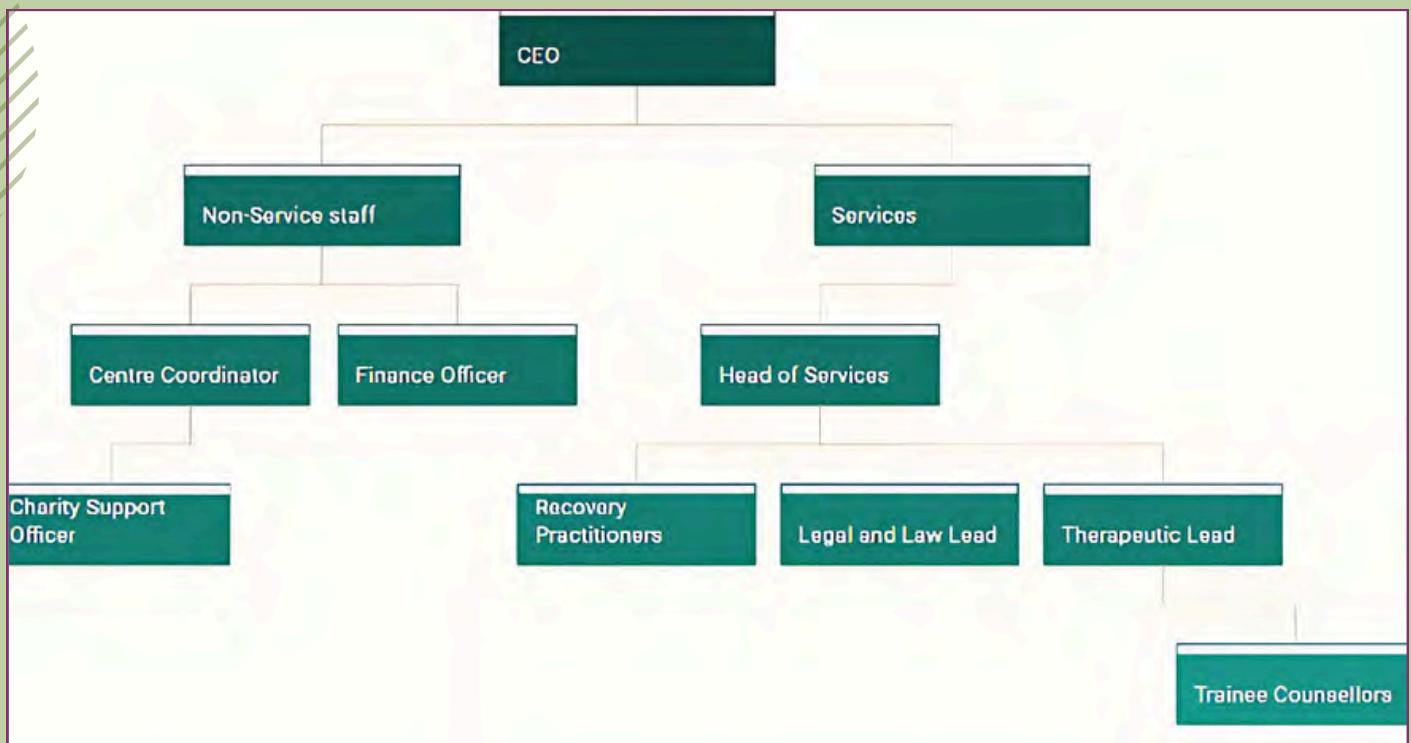 CEO
Non-Service staff
Services
Centre Coordinator
Finance Officer
Head of Services
Charity Support
Officer
Recovery
Practitioners
Legal and Law Lead
Therapeutic Lead
Trainee Counsellors